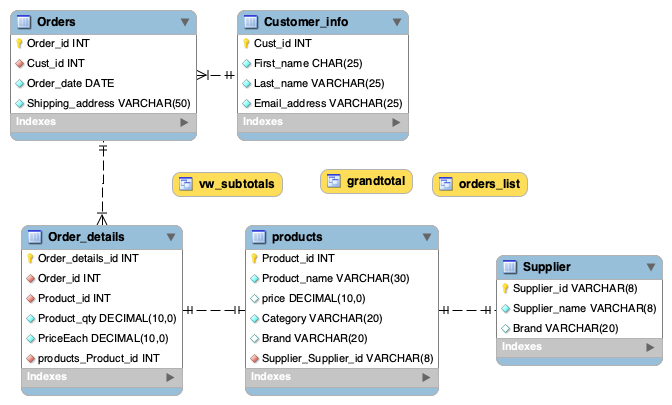 Orders
Order_id INT
Cust_id INT
Order_date DATE
Shipping_address VARCHAR(50)
Indexes
Customer_info
Cust_id INT
First_name CHAR(25)
Last_name VARCHAR(25)
Email_address VARCHAR(25)
Indexes
vw_subtotals
grandtotal
orders_list
Order_details
Order_details_id INT
Order_id INT
Product_id INT
Product_qty DECIMAL(10,0)
PriceEach DECIMAL(10,0)
products_Product_id INT
Indexes
products
Product_id INT
Product_name VARCHAR(30)
price DECIMAL(10,0)
Category VARCHAR(20)
Brand VARCHAR(20)
Supplier_Supplier_id VARCHAR(8)
Indexes
Supplier
Supplier_id VARCHAR(8)
Supplier_name VARCHAR(8)
Brand VARCHAR(20)
Indexes